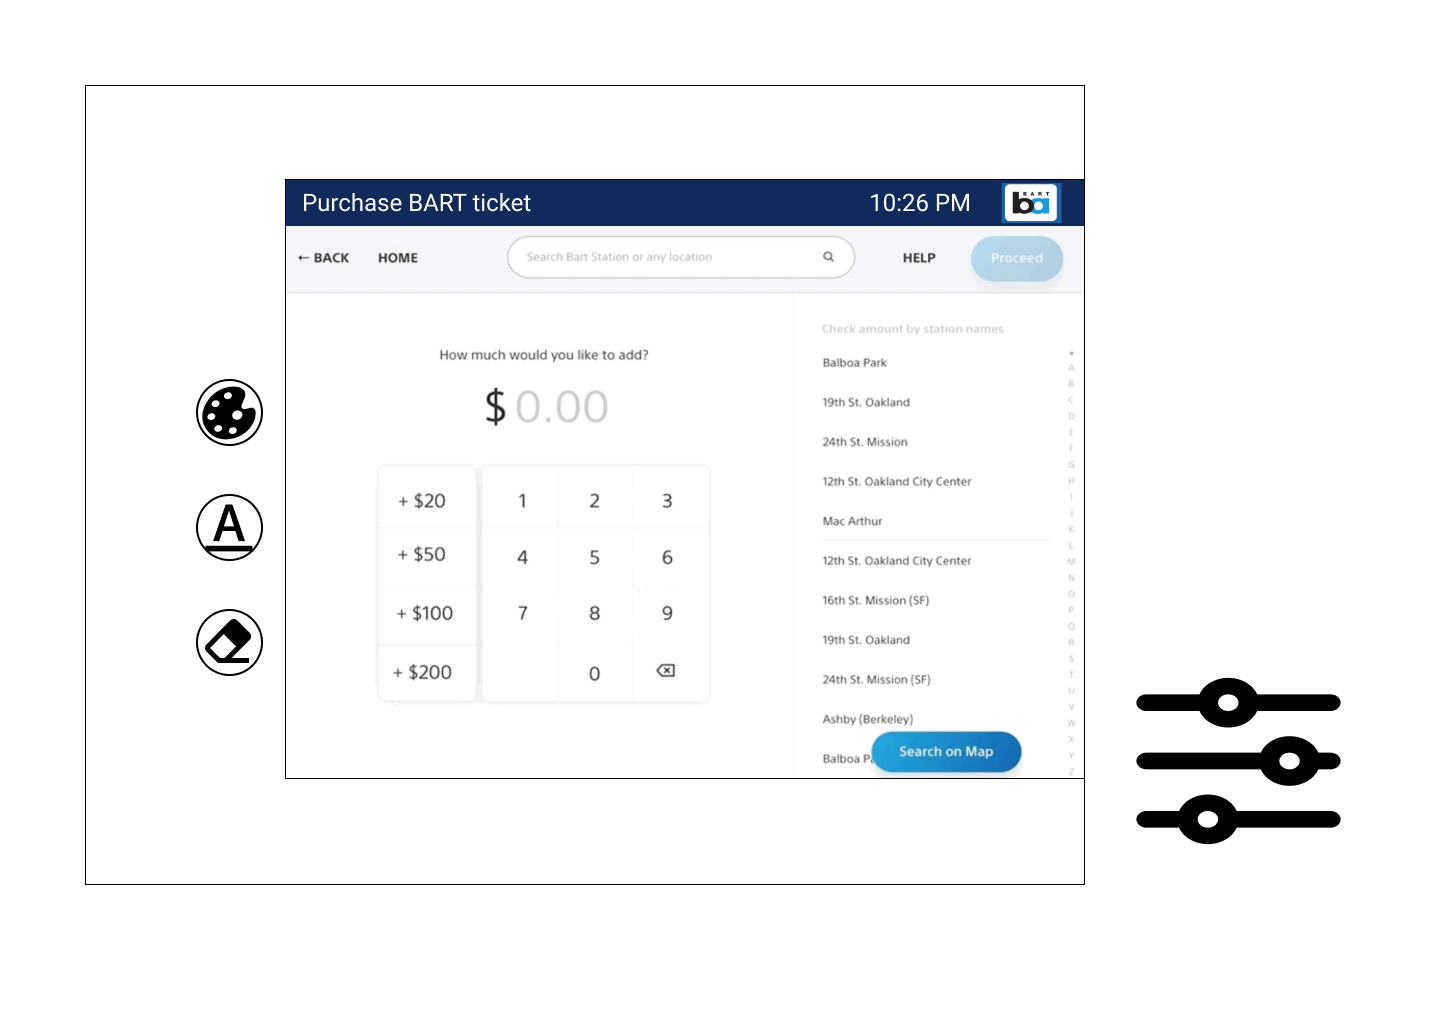 Purchase BART ticket
10:26 PM
BART
ba
← BACK
HOME
Search Bart Station or any location
HELP
Proceed
How much would you like to add?
$ 0.00
+ $20
1
2
3
+ $50
4
5
6
+ $100
7
8
9
+ $200
0
Check amount by station names
Balboa Park
19th St. Oakland
24th St. Mission
12th St. Oakland City Center
Mac Arthur
12th St. Oakland City Center
16th St. Mission (SF)
19th St. Oakland
24th St. Mission (SF)
Ashby (Berkeley)
Balboa
Search on Map
A
B
C
D
E
F
G
H
I
J
K
L
M
N
O
P
Q
R
S
T
U
V
W
X
Y
Z
A